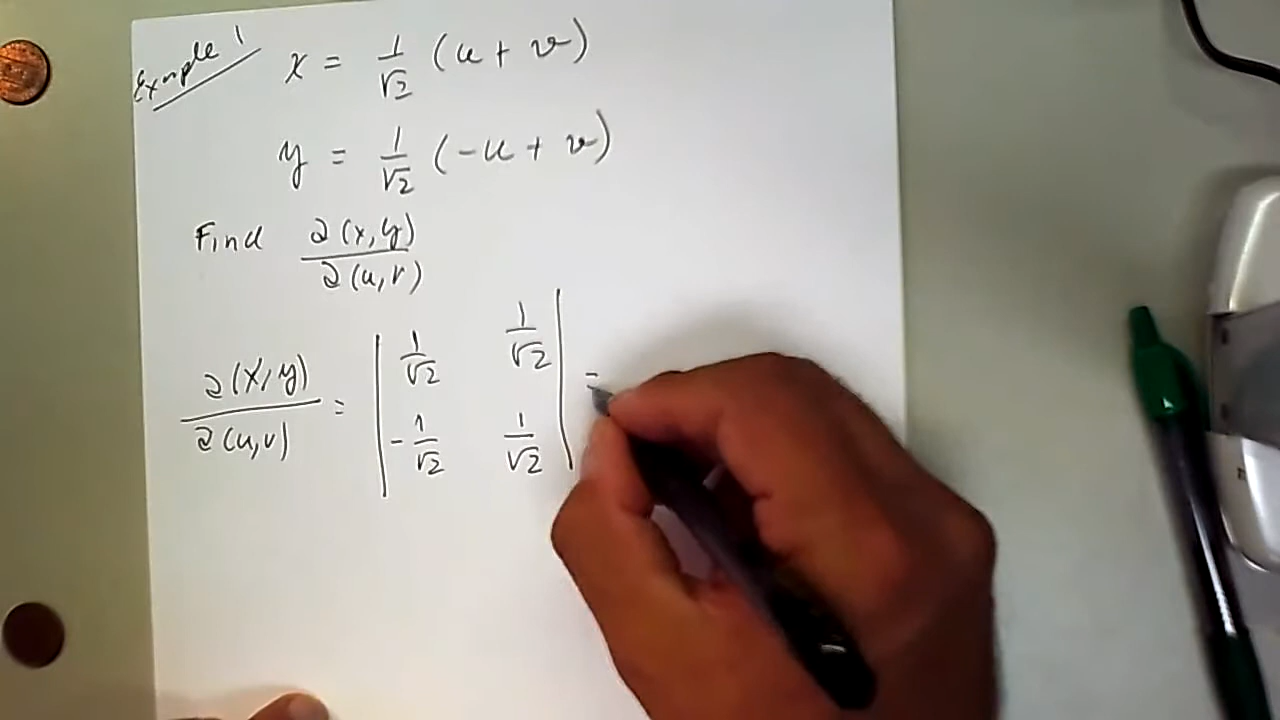 Example 1
x = 1/√2 (u + v)
y = 1/√2 (-u + v)
Find ∂(x,y)/∂(u,v)
∂(x,y)/∂(u,v) = | 1/√2 1/√2 | =
| -1/√2 1/√2 |